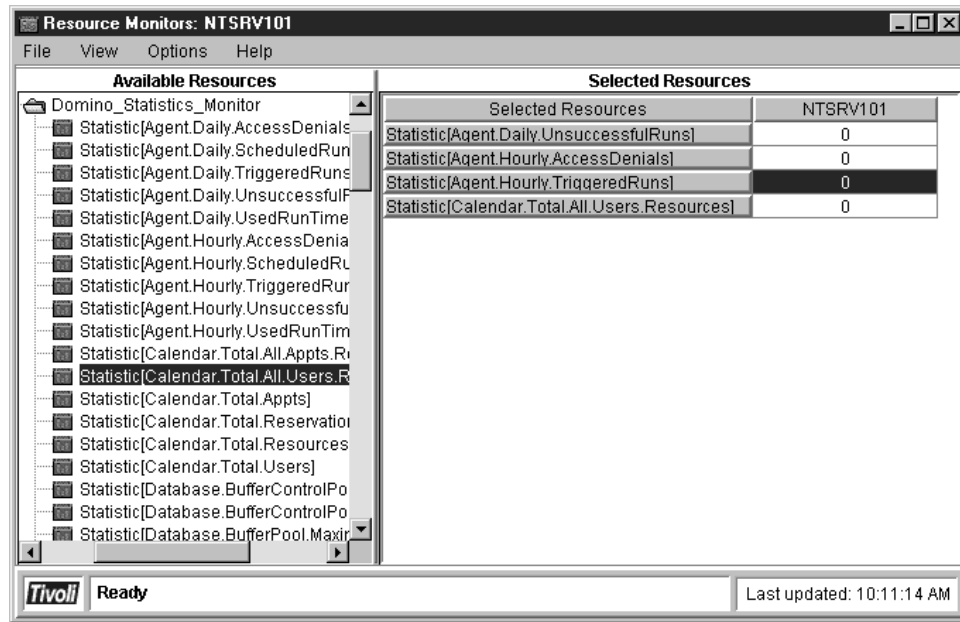 Resource Monitors: NTSRV101
File View Options Help
Available Resources
Domino_Statistics_Monitor
Statistic[Agent.Daily.AccessDenials
Statistic[Agent.Daily.ScheduledRun
Statistic[Agent.Daily.TriggeredRuns
Statistic[Agent.Daily.UnsuccessfulF
Statistic[Agent.Daily.UsedRunTime
Statistic[Agent.Hourly.AccessDenia
Statistic[Agent.Hourly.ScheduledRu
Statistic[Agent.Hourly.TriggeredRur
Statistic[Agent.Hourly.Unsuccessfu
Statistic[Agent.Hourly.UsedRunTim
Statistic[Calendar.Total.All.Appts.R
Statistic[Calendar.Total.All.Users.R
Statistic[Calendar.Total.Appts]
Statistic[Calendar.Total.Reservation
Statistic[Calendar.Total.Resources
Statistic[Calendar.Total.Users]
Statistic[Database.BufferControlPo
Statistic[Database.BufferControlPo
Statistic[Database.BufferPool.Maxir
Selected Resources
Selected Resources NTSRV101
Statistic[Agent.Daily.UnsuccessfulRuns] 0
Statistic[Agent.Hourly.AccessDenials] 0
Statistic[Agent.Hourly.TriggeredRuns] 0
Statistic[Calendar.Total.All.Users.Resources] 0
Tivoli Ready Last updated: 10:11:14 AM